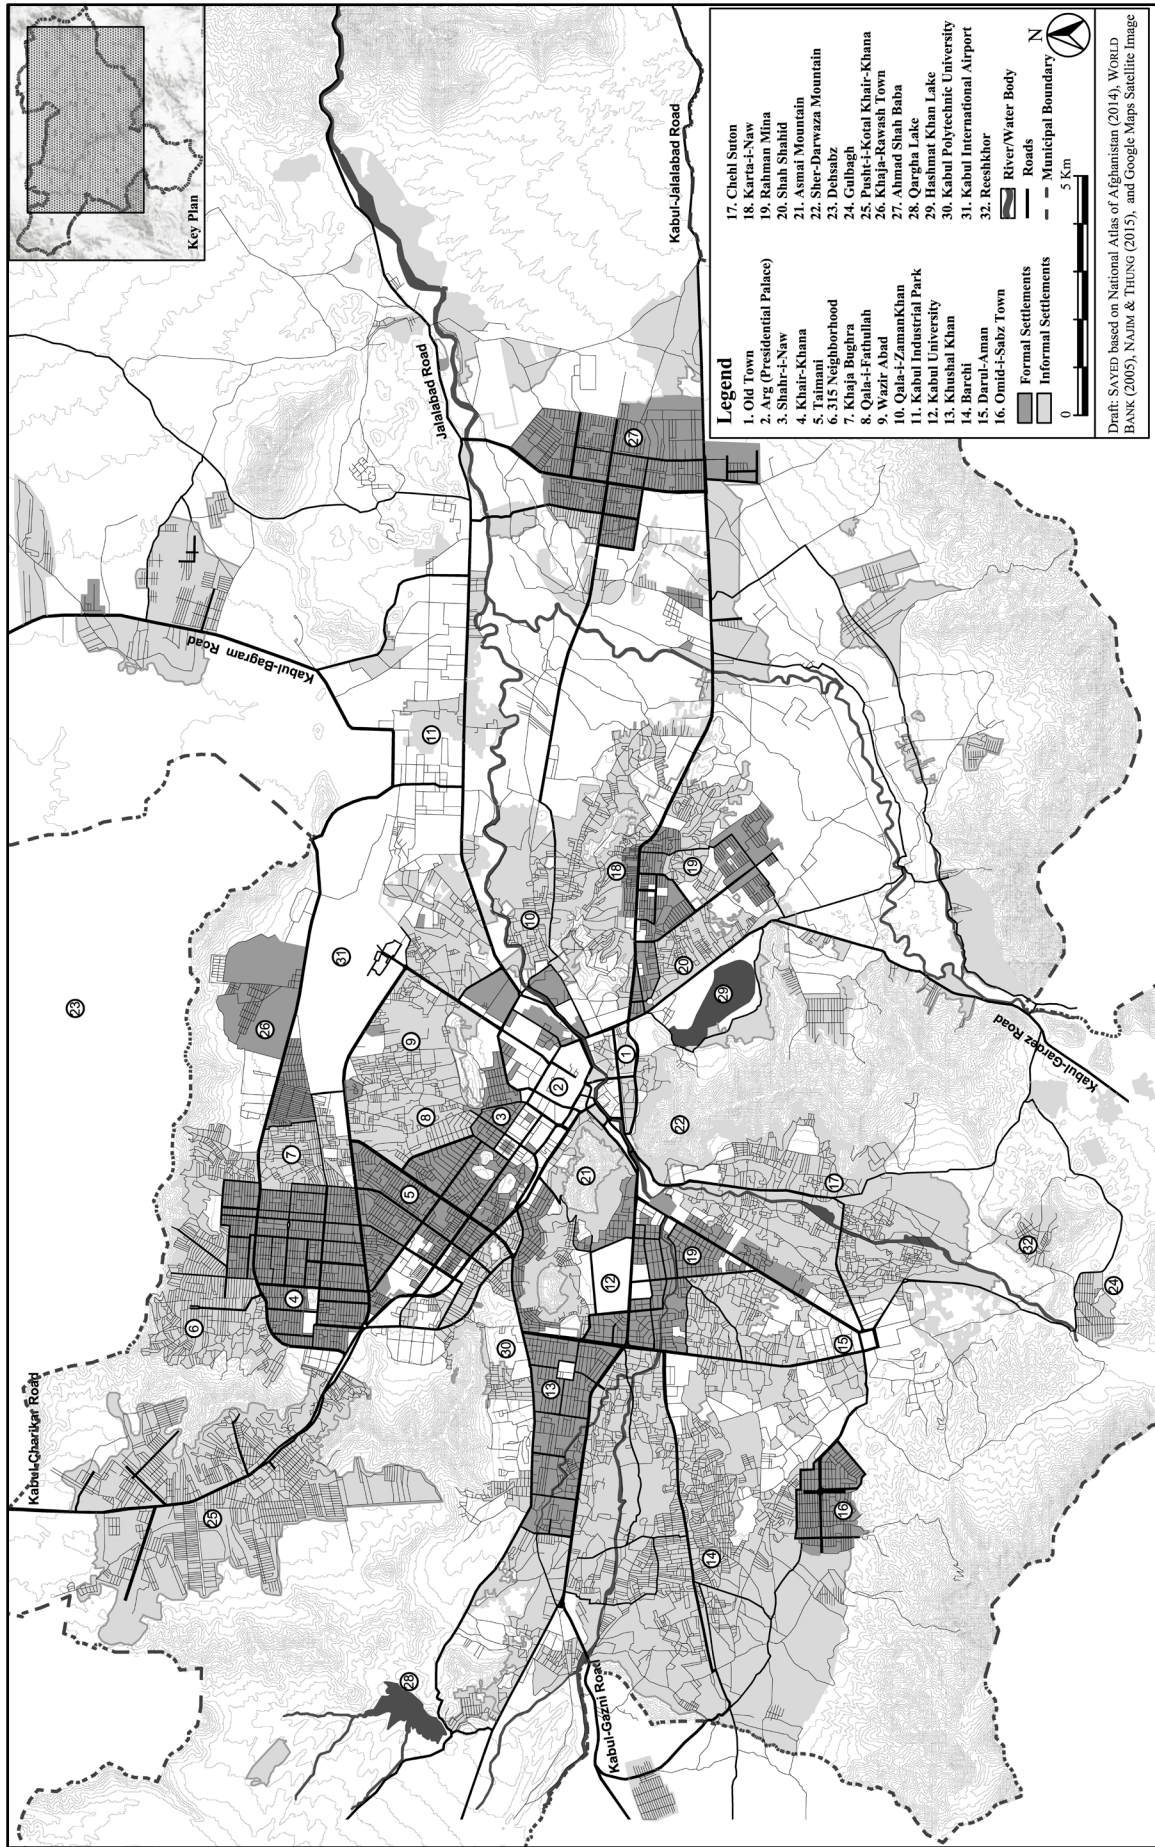 Key Plan
Kabul-Charikar Road
Kabul-Bagram Road
Jalalabad Road
Kabul-Jalalabad Road
Kabul-Gazni Road
Kabul-Gardez Road
23
6
4
7
26
31
25
5
8
9
11
28
30
13
3
2
10
27
21
12
1
18
14
19
22
20
19
29
16
15
17
24
32
Legend
1. Old Town
2. Arg (Presidential Palace)
3. Shahr-i-Naw
4. Khair-Khana
5. Taimani
6. 315 Neighborhood
7. Khaja Bughra
8. Qala-i-Fathullah
9. Wazir Abad
10. Qala-i-ZamanKhan
11. Kabul Industrial Park
12. Kabul University
13. Khushal Khan
14. Barchi
15. Darul-Aman
16. Omid-i-Sabz Town
Formal Settlements
Informal Settlements
17. Chehl Suton
18. Karta-i-Naw
19. Rahman Mina
20. Shah Shahid
21. Asmai Mountain
22. Sher-Darwaza Mountain
23. Dehsabz
24. Gulbagh
25. Pusht-i-Kotal Khair-Khana
26. Khaja-Rawash Town
27. Ahmad Shah Baba
28. Qargha Lake
29. Hashmat Khan Lake
30. Kabul Polytechnic University
31. Kabul International Airport
32. Reeshkhor
River/Water Body
Roads
Municipal Boundary
N
0 5 Km
Draft: SAYED based on National Atlas of Afghanistan (2014), WORLD
BANK (2005), NAJIM & THUNG (2015), and Google Maps Satellite Image